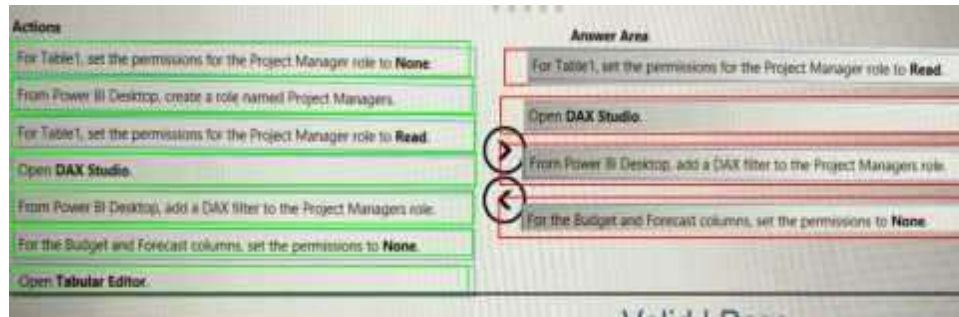 Actions
Answer Area
For Table1, set the permissions for the Project Manager role to None.
From Power BI Desktop, create a role named Project Managers.
For Table1, set the permissions for the Project Manager role to Read.
Open DAX Studio.
From Power BI Desktop, add a DAX filter to the Project Managers role.
For the Budget and Forecast columns, set the permissions to None.
Open Tabular Editor.
For Table1, set the permissions for the Project Manager role to Read.
Open DAX Studio.
From Power BI Desktop, add a DAX filter to the Project Managers role.
For the Budget and Forecast columns, set the permissions to None.